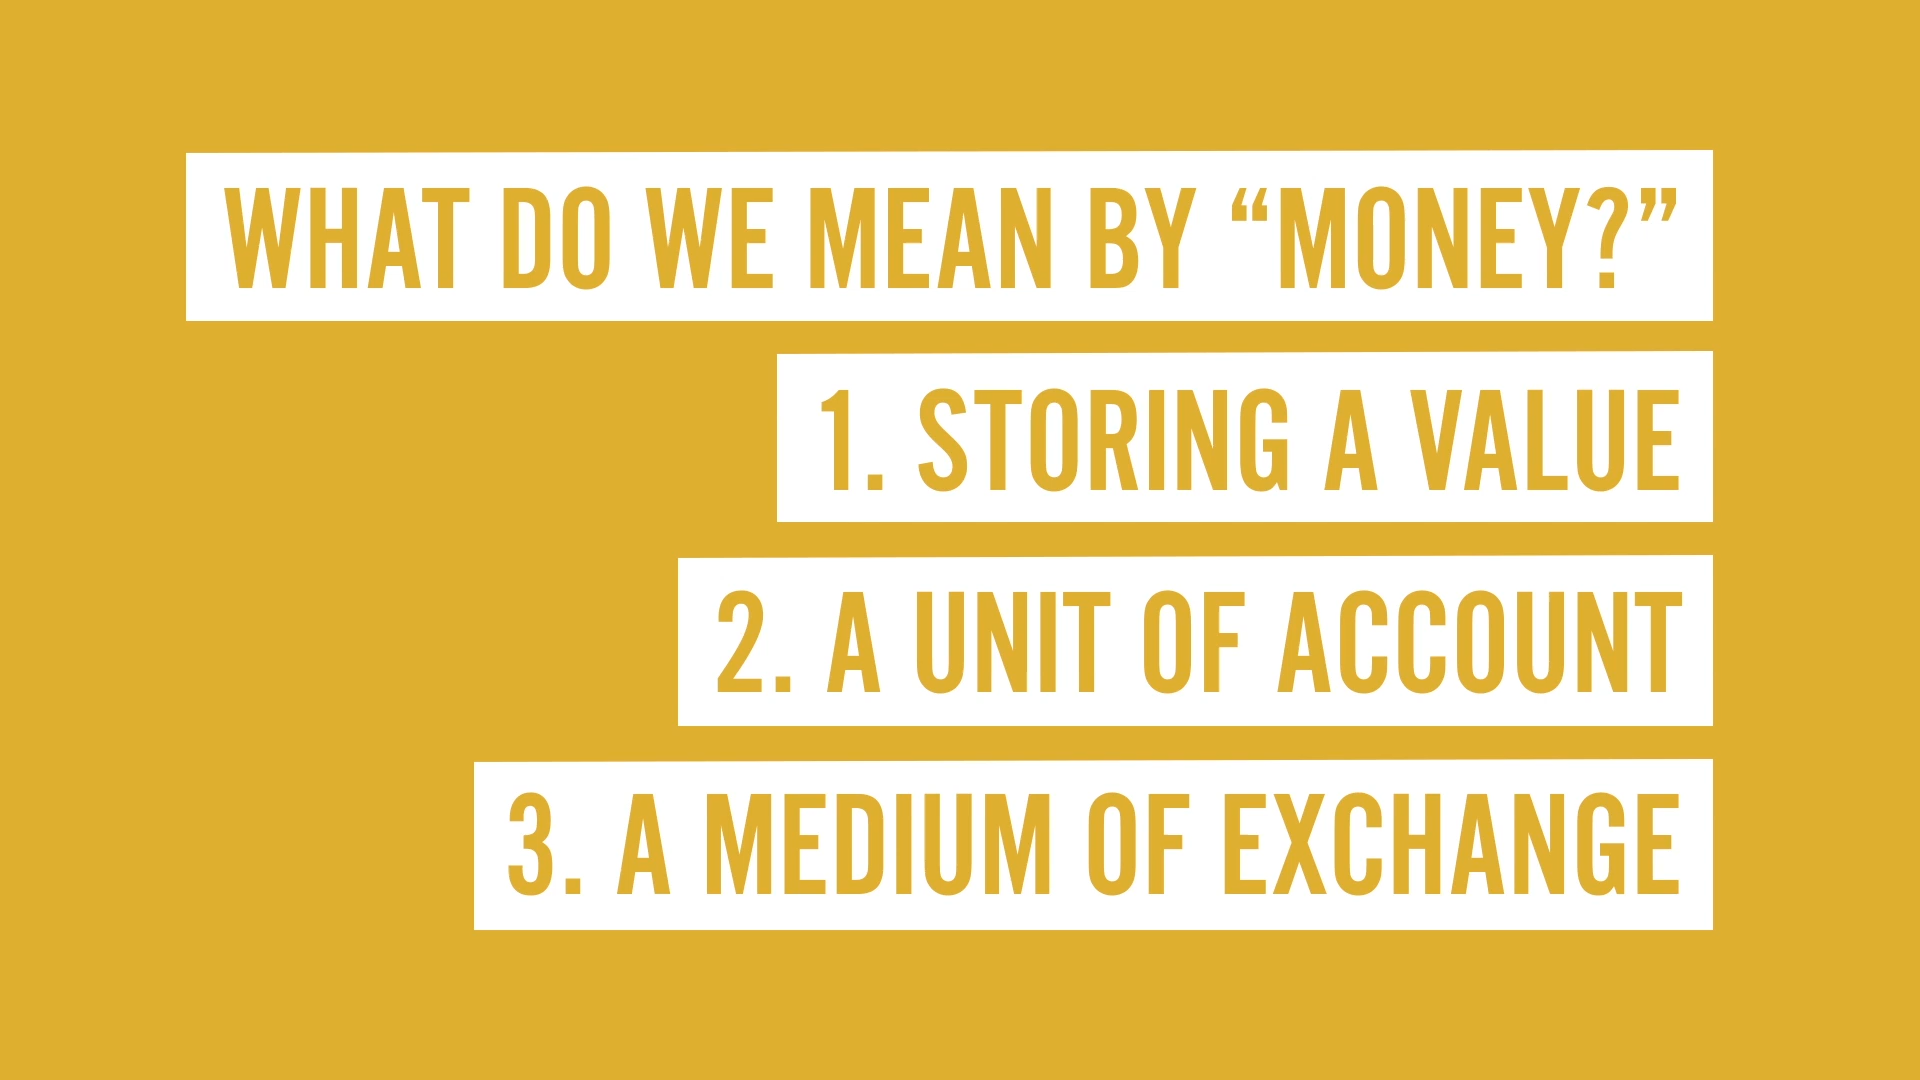 WHAT DO WE MEAN BY “MONEY?”
1. STORING A VALUE
2. A UNIT OF ACCOUNT
3. A MEDIUM OF EXCHANGE